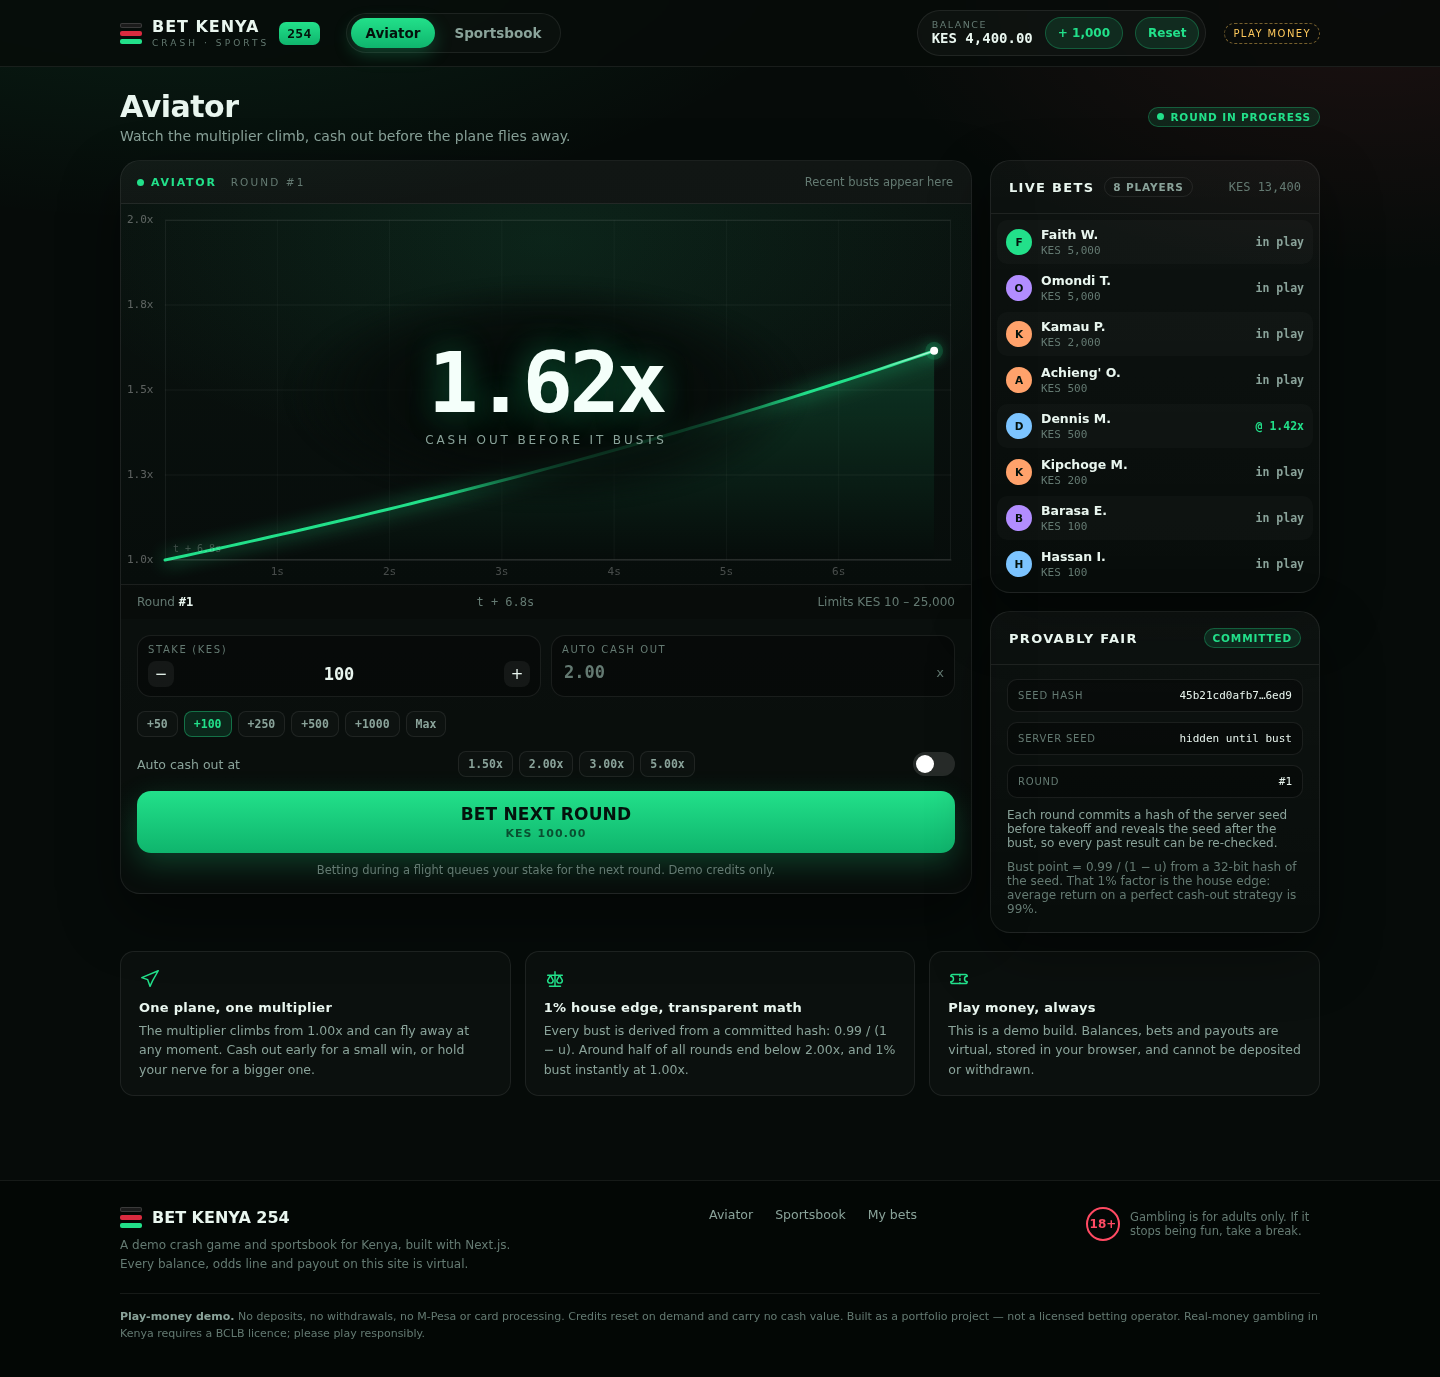 BET KENYA
CRASH · SPORTS
254
Aviator
Sportsbook
BALANCE
KES 4,400.00
+ 1,000
Reset
PLAY MONEY
Aviator
Watch the multiplier climb, cash out before the plane flies away.
ROUND IN PROGRESS
AVIATOR ROUND #1
Recent busts appear here
2.0x
1.8x
1.5x
1.3x
1.0x
1.62x
CASH OUT BEFORE IT BUSTS
t + 6.8s
1s 2s 3s 4s 5s 6s
Round #1
t + 6.8s
Limits KES 10 – 25,000
STAKE (KES)
− 100 +
AUTO CASH OUT
2.00 x
+50 +100 +250 +500 +1000 Max
Auto cash out at
1.50x 2.00x 3.00x 5.00x
BET NEXT ROUND
KES 100.00
Betting during a flight queues your stake for the next round. Demo credits only.
LIVE BETS 8 PLAYERS KES 13,400
F Faith W. in play
KES 5,000
O Omondi T. in play
KES 5,000
K Kamau P. in play
KES 2,000
A Achieng' O. in play
KES 500
D Dennis M. @ 1.42x
KES 500
K Kipchoge M. in play
KES 200
B Barasa E. in play
KES 100
H Hassan I. in play
KES 100
PROVABLY FAIR COMMITTED
SEED HASH 45b21cd0afb7…6ed9
SERVER SEED hidden until bust
ROUND #1
Each round commits a hash of the server seed
before takeoff and reveals the seed after the
bust, so every past result can be re-checked.
Bust point = 0.99 / (1 − u) from a 32-bit hash of
the seed. That 1% factor is the house edge:
average return on a perfect cash-out strategy is
99%.
One plane, one multiplier
The multiplier climbs from 1.00x and can fly away at
any moment. Cash out early for a small win, or hold
your nerve for a bigger one.
1% house edge, transparent math
Every bust is derived from a committed hash: 0.99 / (1
− u). Around half of all rounds end below 2.00x, and 1%
bust instantly at 1.00x.
Play money, always
This is a demo build. Balances, bets and payouts are
virtual, stored in your browser, and cannot be deposited
or withdrawn.
BET KENYA 254
A demo crash game and sportsbook for Kenya, built with Next.js.
Every balance, odds line and payout on this site is virtual.
Aviator Sportsbook My bets
18+
Gambling is for adults only. If it
stops being fun, take a break.
Play-money demo. No deposits, no withdrawals, no M-Pesa or card processing. Credits reset on demand and carry no cash value. Built as a portfolio project — not a licensed betting operator. Real-money gambling in
Kenya requires a BCLB licence; please play responsibly.